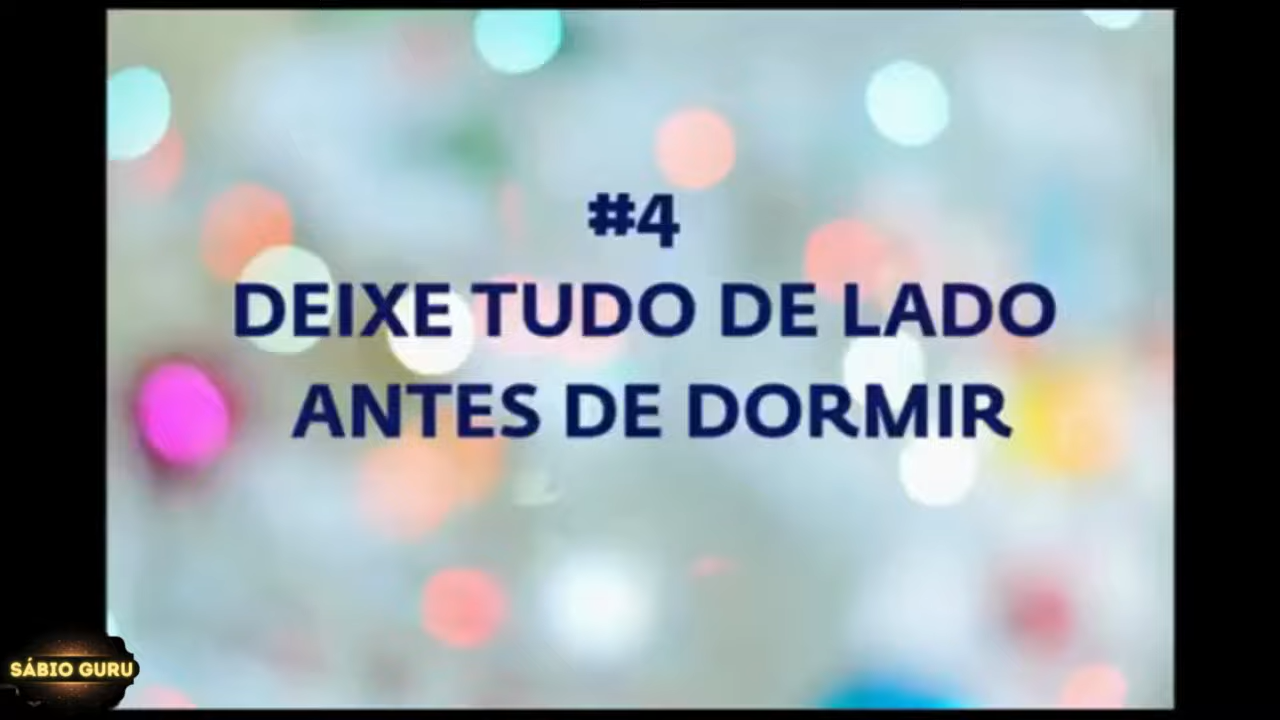 #4
DEIXE TUDO DE LADO
ANTES DE DORMIR
SÁBIO GURU